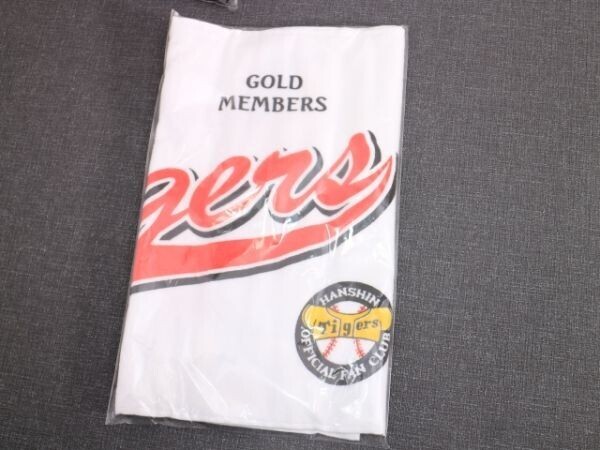 GOLD
MEMBERS
gers
HANSHIN
Tigers
OFFICIAL FAN CLUB